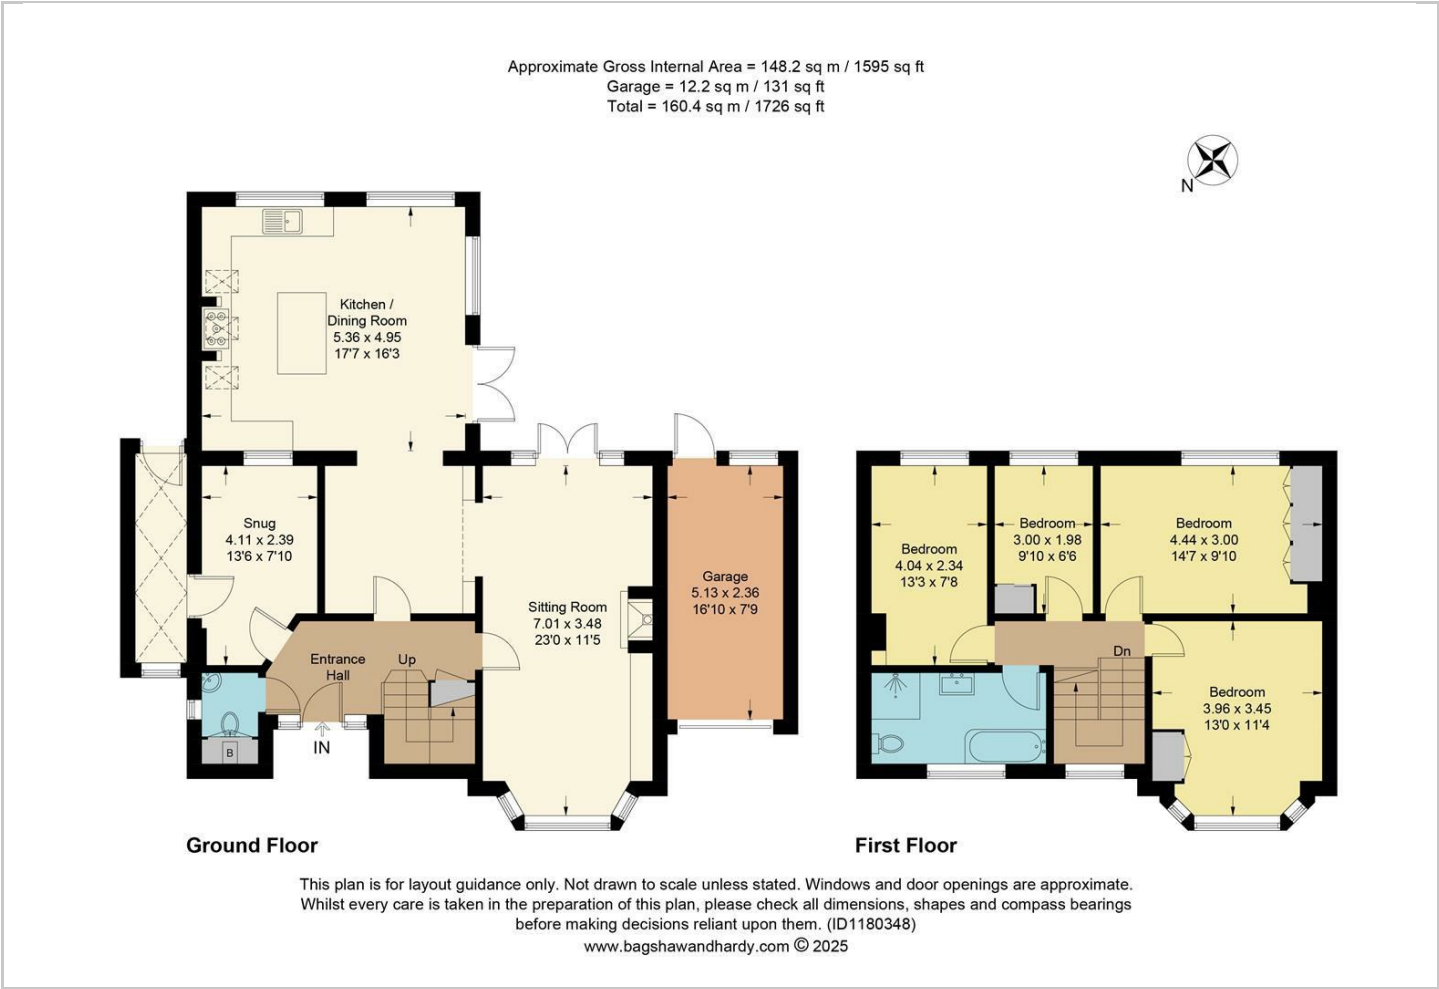 Approximate Gross Internal Area = 148.2 sq m / 1595 sq ft
Garage = 12.2 sq m / 131 sq ft
Total = 160.4 sq m / 1726 sq ft
N
Kitchen /
Dining Room
5.36 x 4.95
17'7 x 16'3
Snug
4.11 x 2.39
13'6 x 7'10
Sitting Room
7.01 x 3.48
23'0 x 11'5
Garage
5.13 x 2.36
16'10 x 7'9
Entrance
Hall
Up
IN
B
Bedroom
4.04 x 2.34
13'3 x 7'8
Bedroom
3.00 x 1.98
9'10 x 6'6
Bedroom
4.44 x 3.00
14'7 x 9'10
Dn
Bedroom
3.96 x 3.45
13'0 x 11'4
Ground Floor
First Floor
This plan is for layout guidance only. Not drawn to scale unless stated. Windows and door openings are approximate.
Whilst every care is taken in the preparation of this plan, please check all dimensions, shapes and compass bearings
before making decisions reliant upon them. (ID1180348)
www.bagshawandhardy.com © 2025